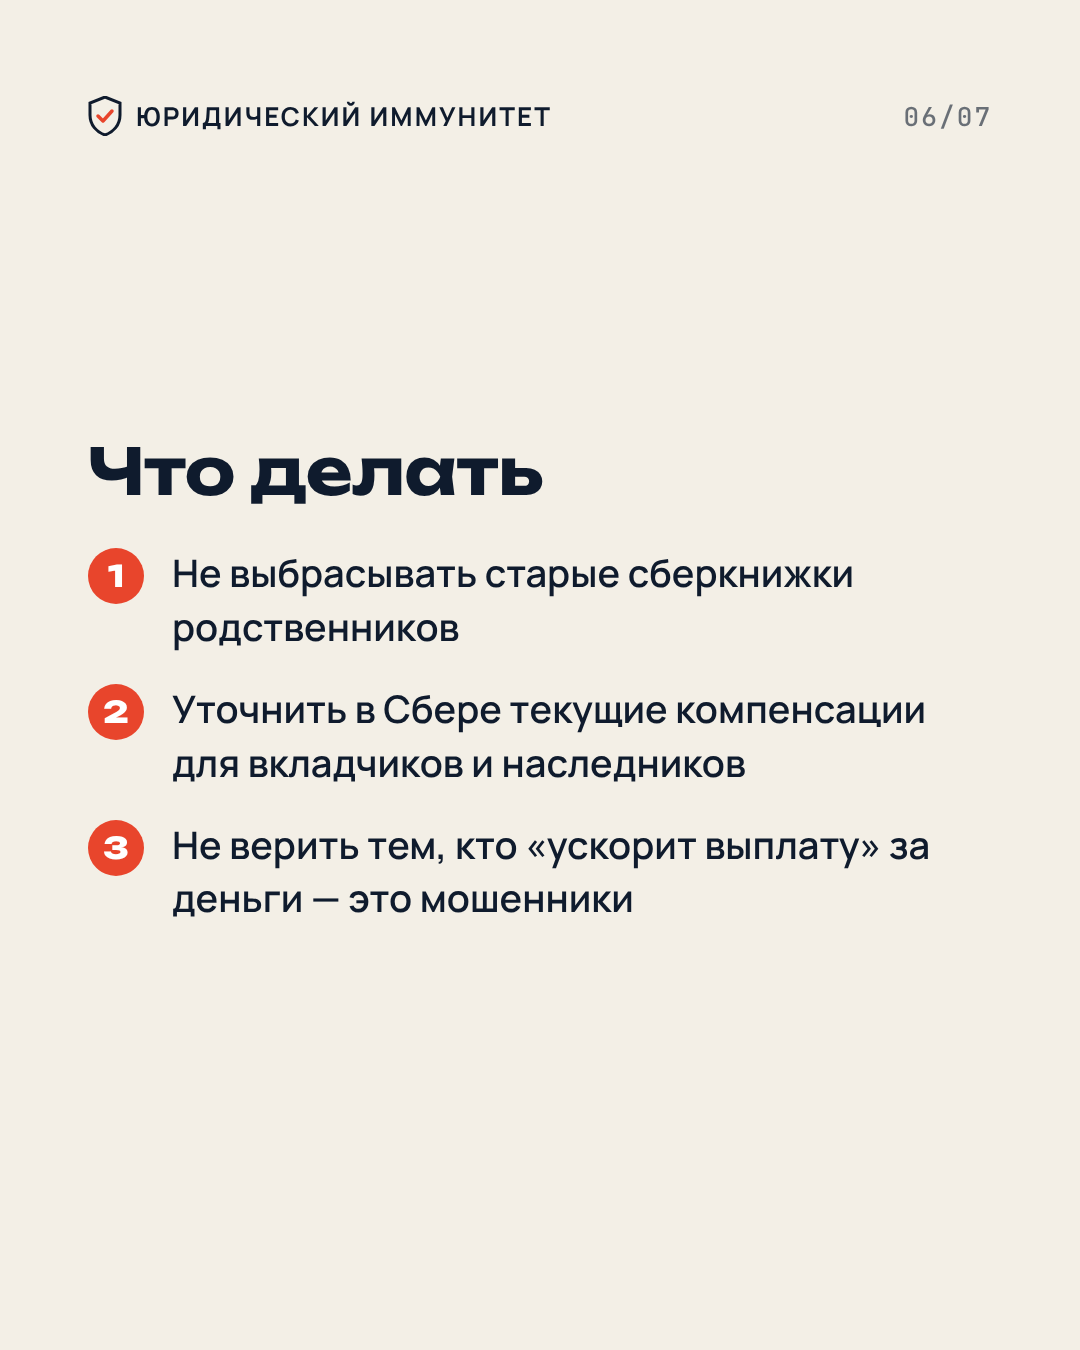 ЮРИДИЧЕСКИЙ ИММУНИТЕТ
06/07
Что делать
1 Не выбрасывать старые сберкнижки
родственников
2 Уточнить в Сбере текущие компенсации
для вкладчиков и наследников
3 Не верить тем, кто «ускорит выплату» за
деньги — это мошенники